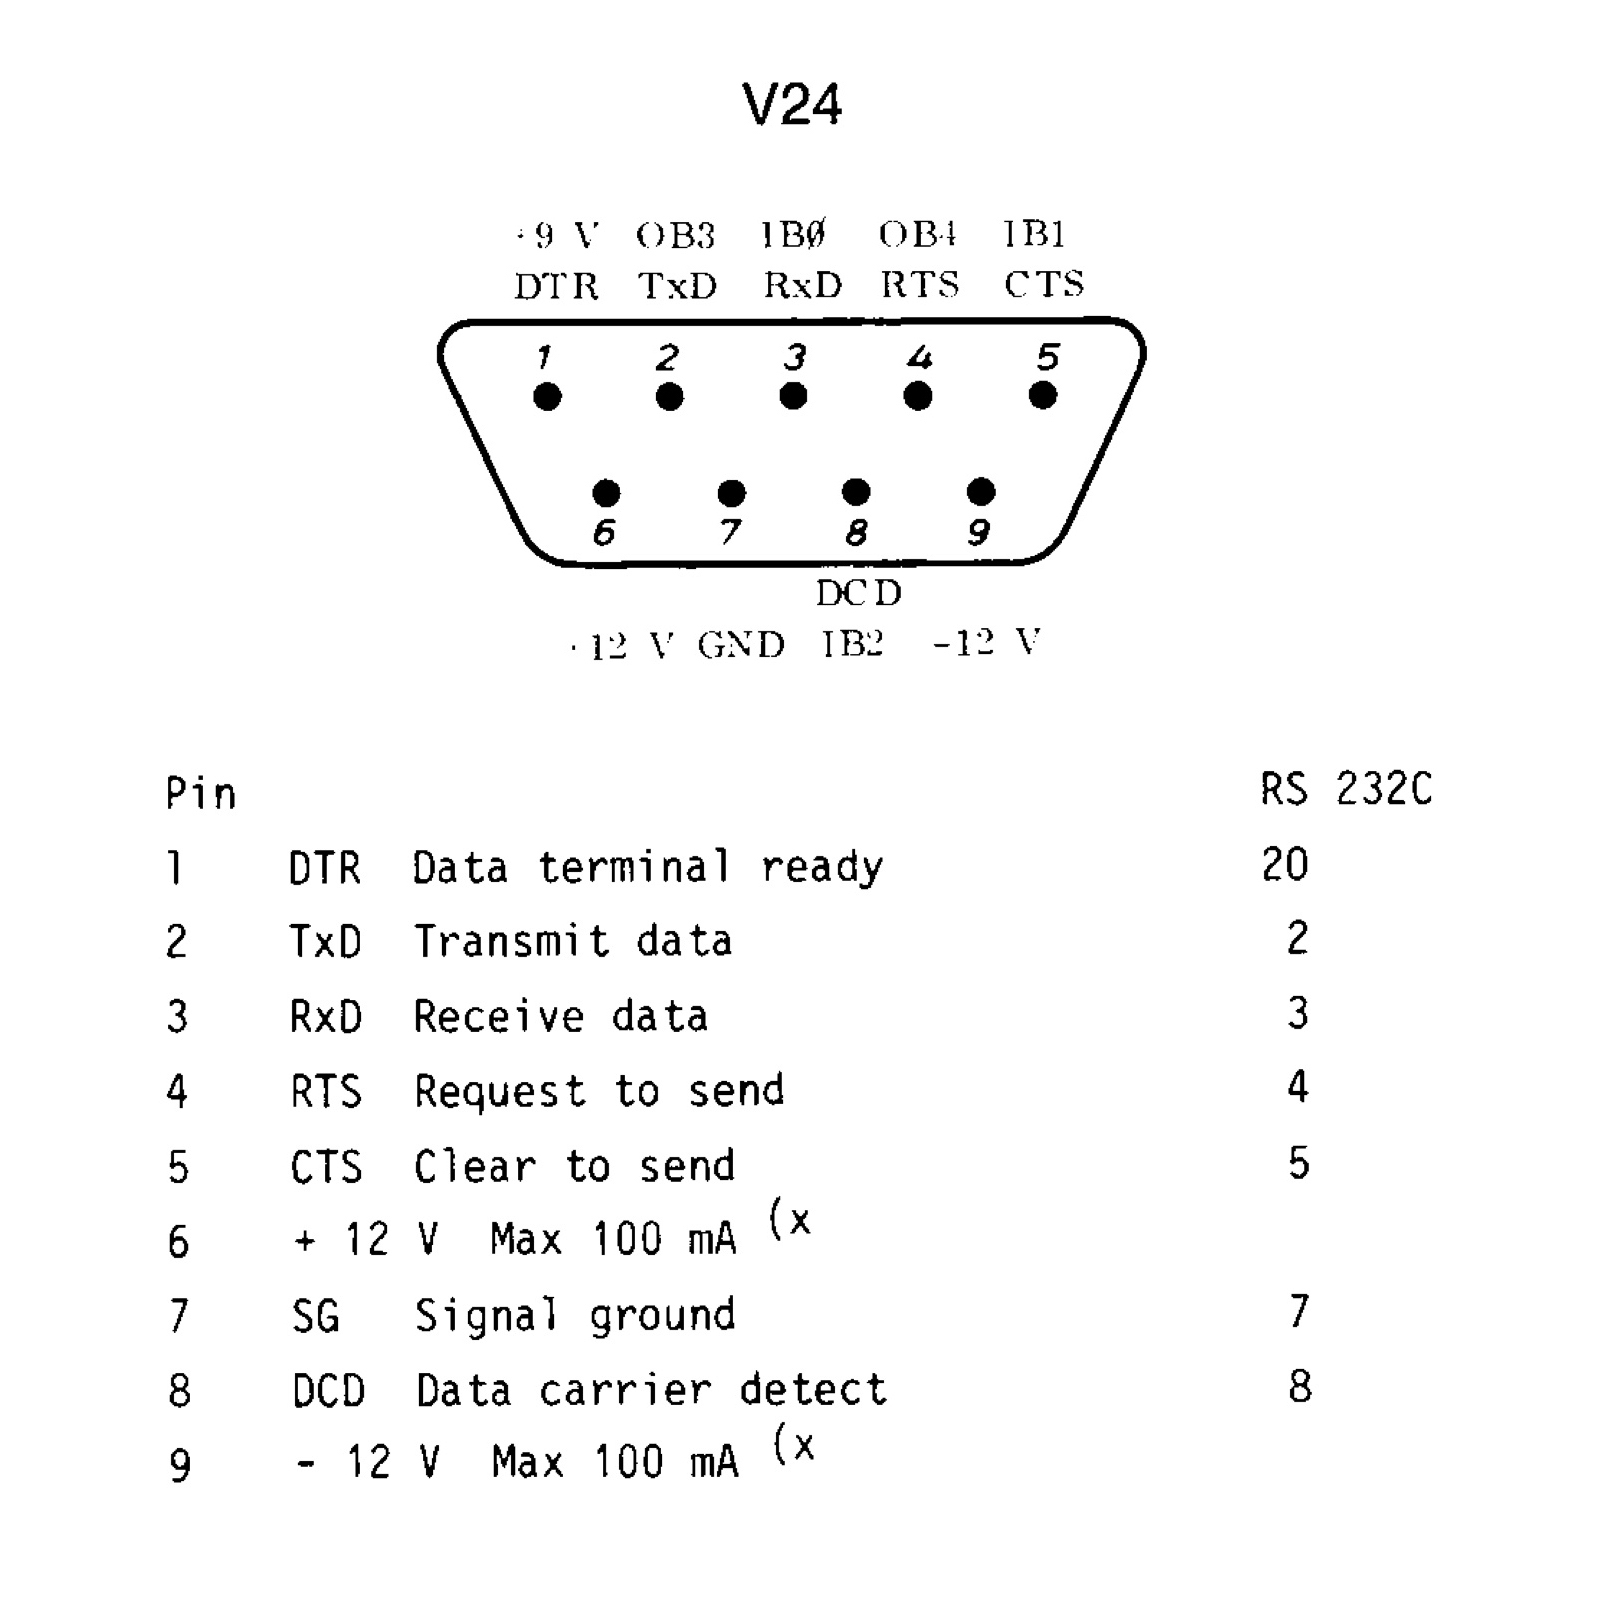 V24
+9 V OB3 IBØ OB4 IB1
DTR TxD RxD RTS CTS
1 2 3 4 5
6 7 8 9
DCD
+12 V GND IB2 -12 V
Pin RS 232C
1 DTR Data terminal ready 20
2 TxD Transmit data 2
3 RxD Receive data 3
4 RTS Request to send 4
5 CTS Clear to send 5
6 + 12 V Max 100 mA (x
7 SG Signal ground 7
8 DCD Data carrier detect 8
9 - 12 V Max 100 mA (x